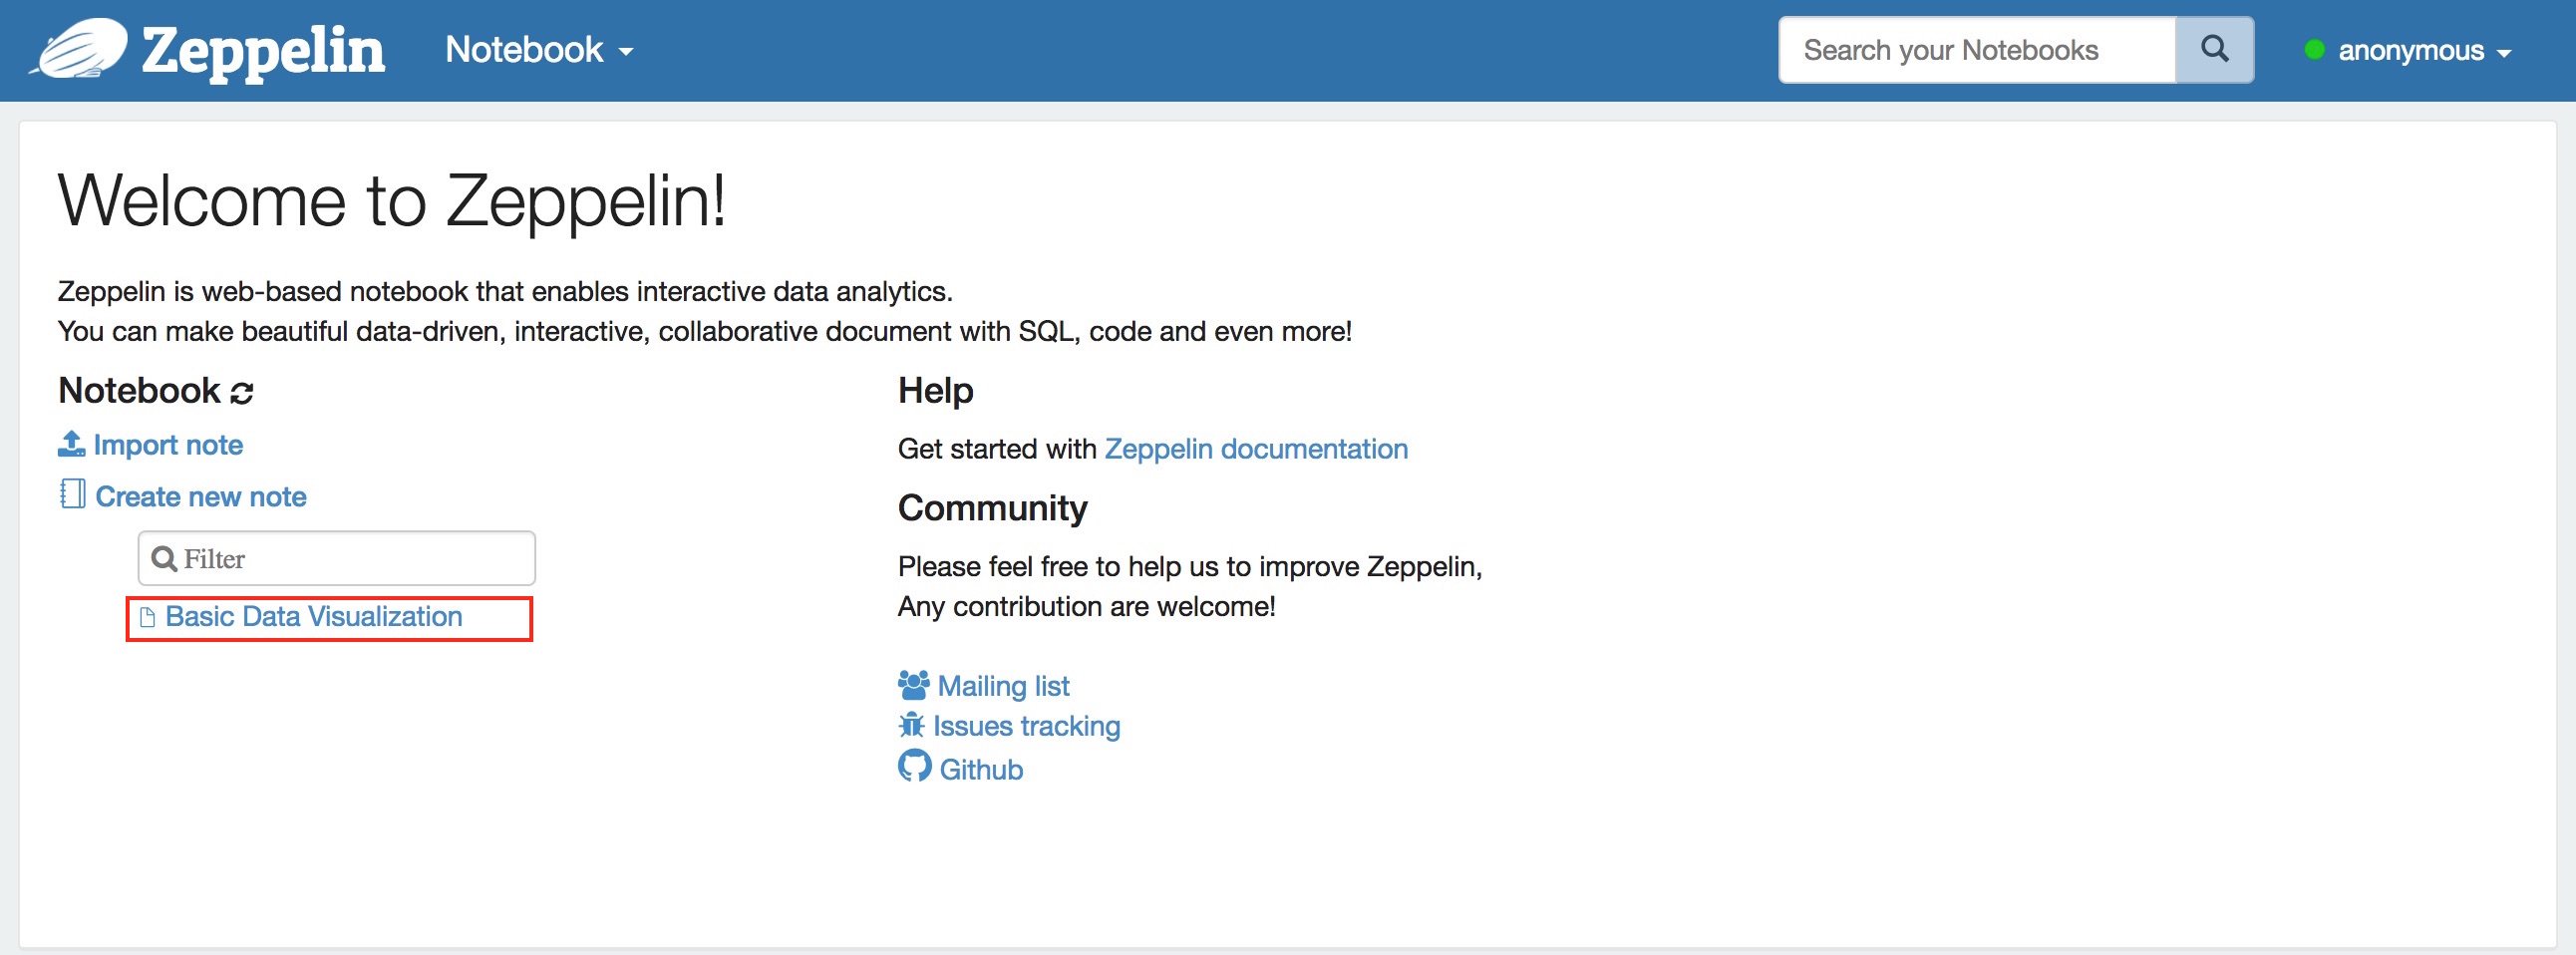 Zeppelin Notebook Search your Notebooks anonymous
Welcome to Zeppelin!
Zeppelin is web-based notebook that enables interactive data analytics.
You can make beautiful data-driven, interactive, collaborative document with SQL, code and even more!
Notebook
Import note
Create new note
Filter
Basic Data Visualization
Help
Get started with Zeppelin documentation
Community
Please feel free to help us to improve Zeppelin,
Any contribution are welcome!
Mailing list
Issues tracking
Github